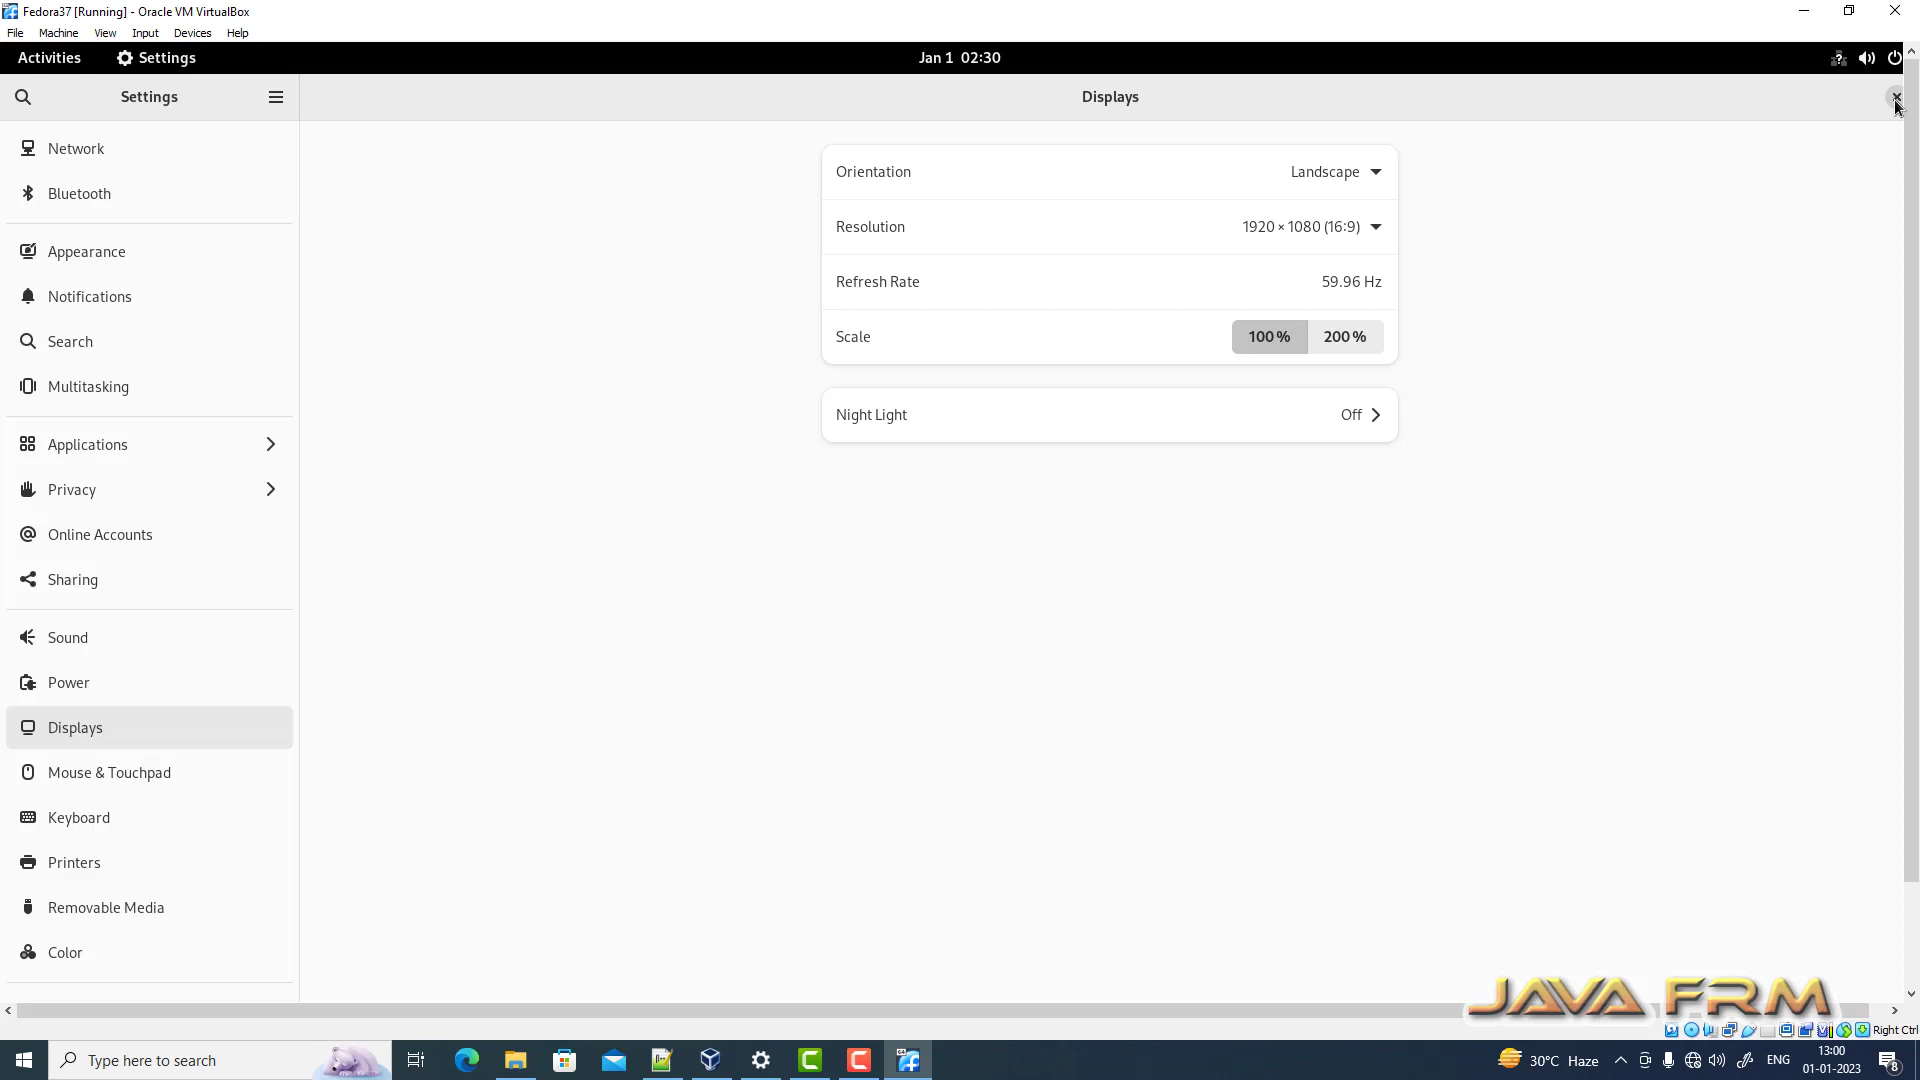 Fedora37 [Running] - Oracle VM VirtualBox
File Machine View Input Devices Help
Activities Settings Jan 1 02:30
Settings Displays
Network
Bluetooth
Appearance
Notifications
Search
Multitasking
Applications
Privacy
Online Accounts
Sharing
Sound
Power
Displays
Mouse & Touchpad
Keyboard
Printers
Removable Media
Color
Orientation Landscape
Resolution 1920 × 1080 (16:9)
Refresh Rate 59.96 Hz
Scale 100 % 200 %
Night Light Off
JAVA FRM
Right Ctrl
Type here to search
30°C Haze
ENG
13:00
01-01-2023
8